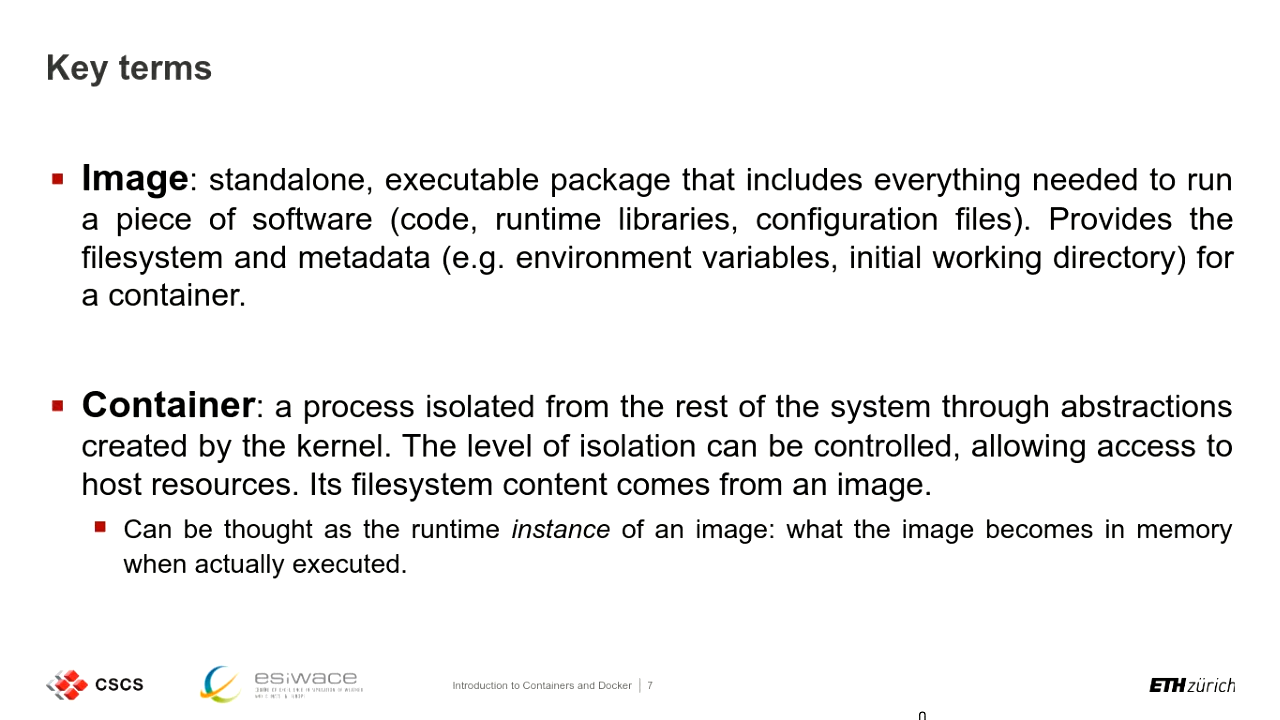 Key terms
Image: standalone, executable package that includes everything needed to run
a piece of software (code, runtime libraries, configuration files). Provides the
filesystem and metadata (e.g. environment variables, initial working directory) for
a container.
Container: a process isolated from the rest of the system through abstractions
created by the kernel. The level of isolation can be controlled, allowing access to
host resources. Its filesystem content comes from an image.
Can be thought as the runtime instance of an image: what the image becomes in memory
when actually executed.
CSCS
esiwace
Introduction to Containers and Docker | 7
ETH zürich